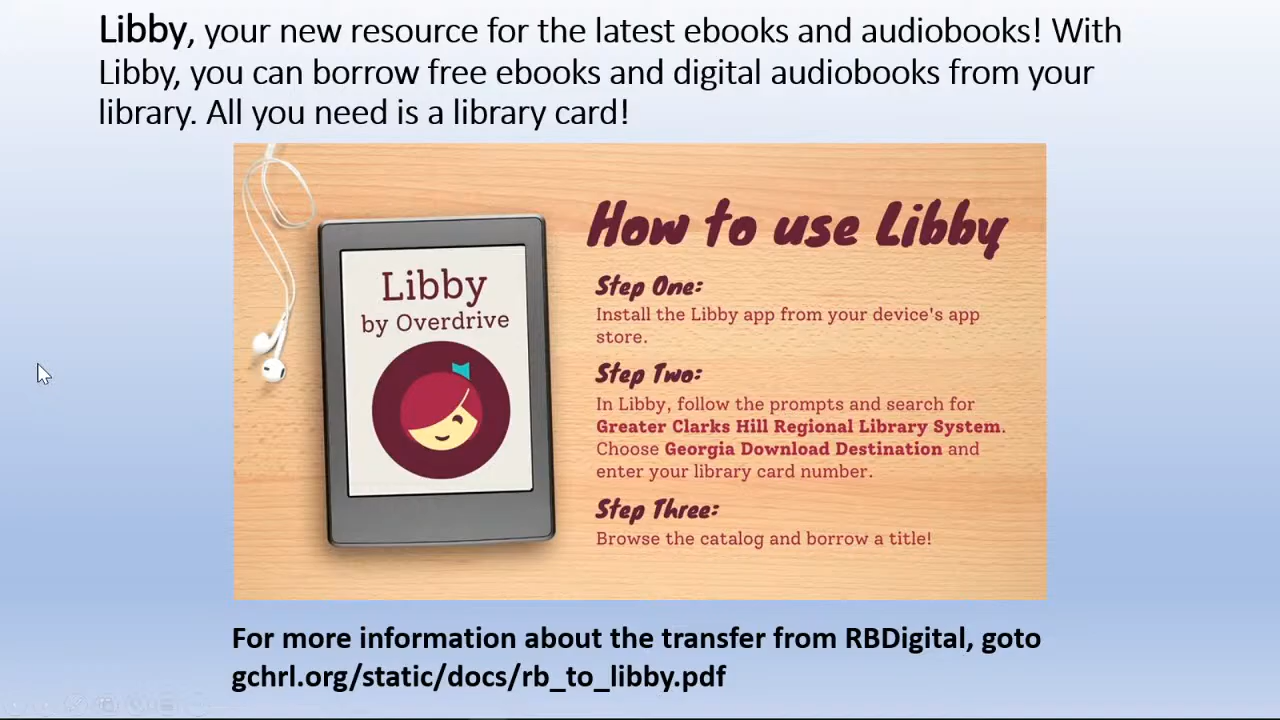 Libby, your new resource for the latest ebooks and audiobooks! With
Libby, you can borrow free ebooks and digital audiobooks from your
library. All you need is a library card!
Libby
by Overdrive
How to use Libby
Step One:
Install the Libby app from your device's app
store.
Step Two:
In Libby, follow the prompts and search for
Greater Clarks Hill Regional Library System.
Choose Georgia Download Destination and
enter your library card number.
Step Three:
Browse the catalog and borrow a title!
For more information about the transfer from RBDigital, goto
gchrl.org/static/docs/rb_to_libby.pdf